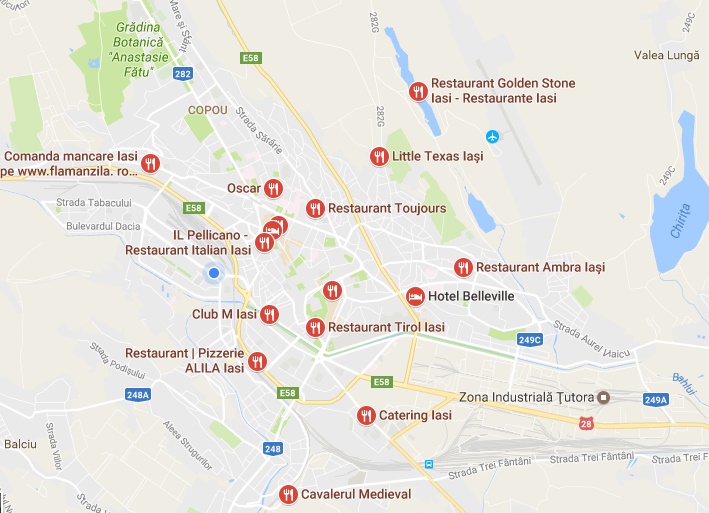 Mare și Sfânt
282G
249C
Grădina
Botanică
"Anastasie
Fătu"
E58
Valea Lungă
282
Restaurant Golden Stone
Iasi - Restaurante Iasi
COPOU
282G
Strada Sărărie
Comanda mancare Iasi
pe www.flamanzila. ro...
Little Texas Iași
249C
Oscar
Strada Tabacului
E58
Restaurant Toujours
Bulevardul Dacia
IL Pellicano -
Restaurant Italian Iasi
Chirița
Restaurant Ambra Iași
Hotel Belleville
Club M Iasi
Restaurant Tirol Iasi
Strada Aurel Vlaicu
249C
Strada Podișului
Restaurant | Pizzerie
ALILA Iasi
E58
Bahlui
248A
E58
Zona Industrială Țutora
249A
Catering Iasi
28
Balciu
Strada Viilor
Aleea Strugurilor
248
Strada Trei Fântâni
Strada Trei Fântâni
Strada Trei F
Cavalerul Medieval